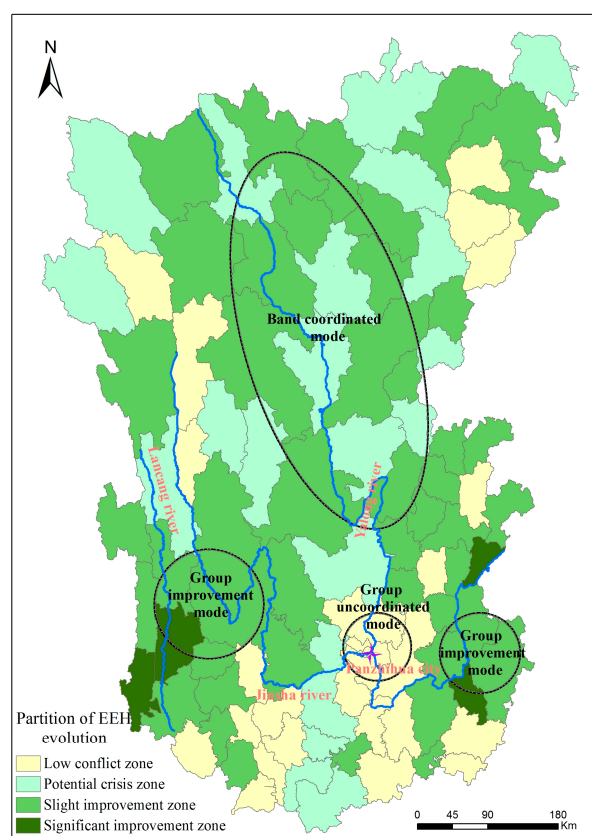 N
Band coordinated
mode
Lancang river
Yalong river
Group
improvement
mode
Group
uncoordinated
mode
Group
improvement
mode
Panzhihua city
Jinsha river
Partition of EEH
evolution
Low conflict zone
Potential crisis zone
Slight improvement zone
Significant improvement zone
0 45 90 180
Km